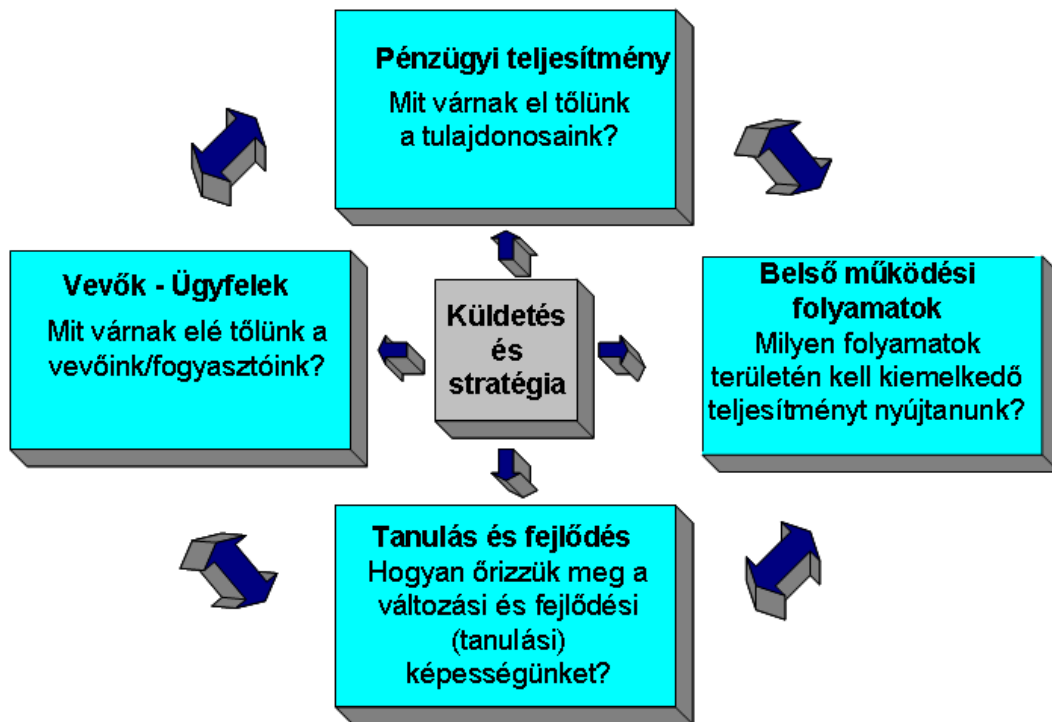 Pénzügyi teljesítmény
Mit várnak el tőlünk
a tulajdonosaink?
Vevők - Ügyfelek
Mit várnak elé tőlünk a
vevőink/fogyasztóink?
Küldetés
és
stratégia
Belső működési
folyamatok
Milyen folyamatok
területén kell kiemelkedő
teljesítményt nyújtanunk?
Tanulás és fejlődés
Hogyan őrizzük meg a
változási és fejlődési
(tanulási)
képességünket?